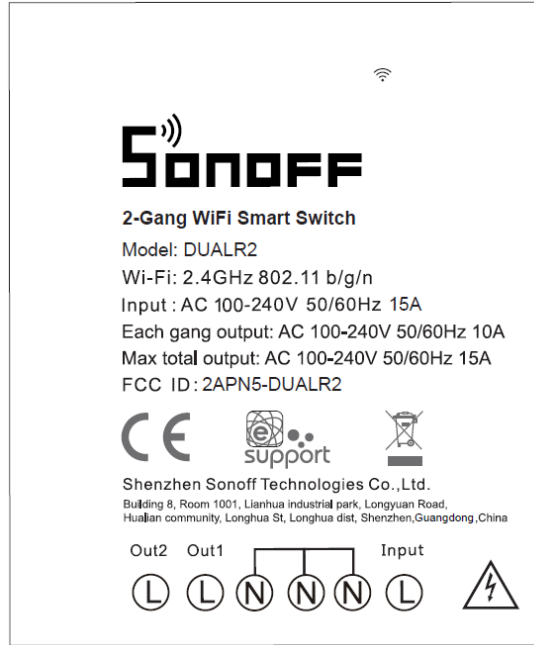 SONOFF
2-Gang WiFi Smart Switch
Model: DUALR2
Wi-Fi: 2.4GHz 802.11 b/g/n
Input : AC 100-240V 50/60Hz 15A
Each gang output: AC 100-240V 50/60Hz 10A
Max total output: AC 100-240V 50/60Hz 15A
FCC ID: 2APN5-DUALR2
CE e support
Shenzhen Sonoff Technologies Co.,Ltd.
Building 8, Room 1001, Lianhua industrial park, Longyuan Road,
Hualian community, Longhua St, Longhua dist, Shenzhen,Guangdong,China
Out2 Out1 Input
L L N N N L